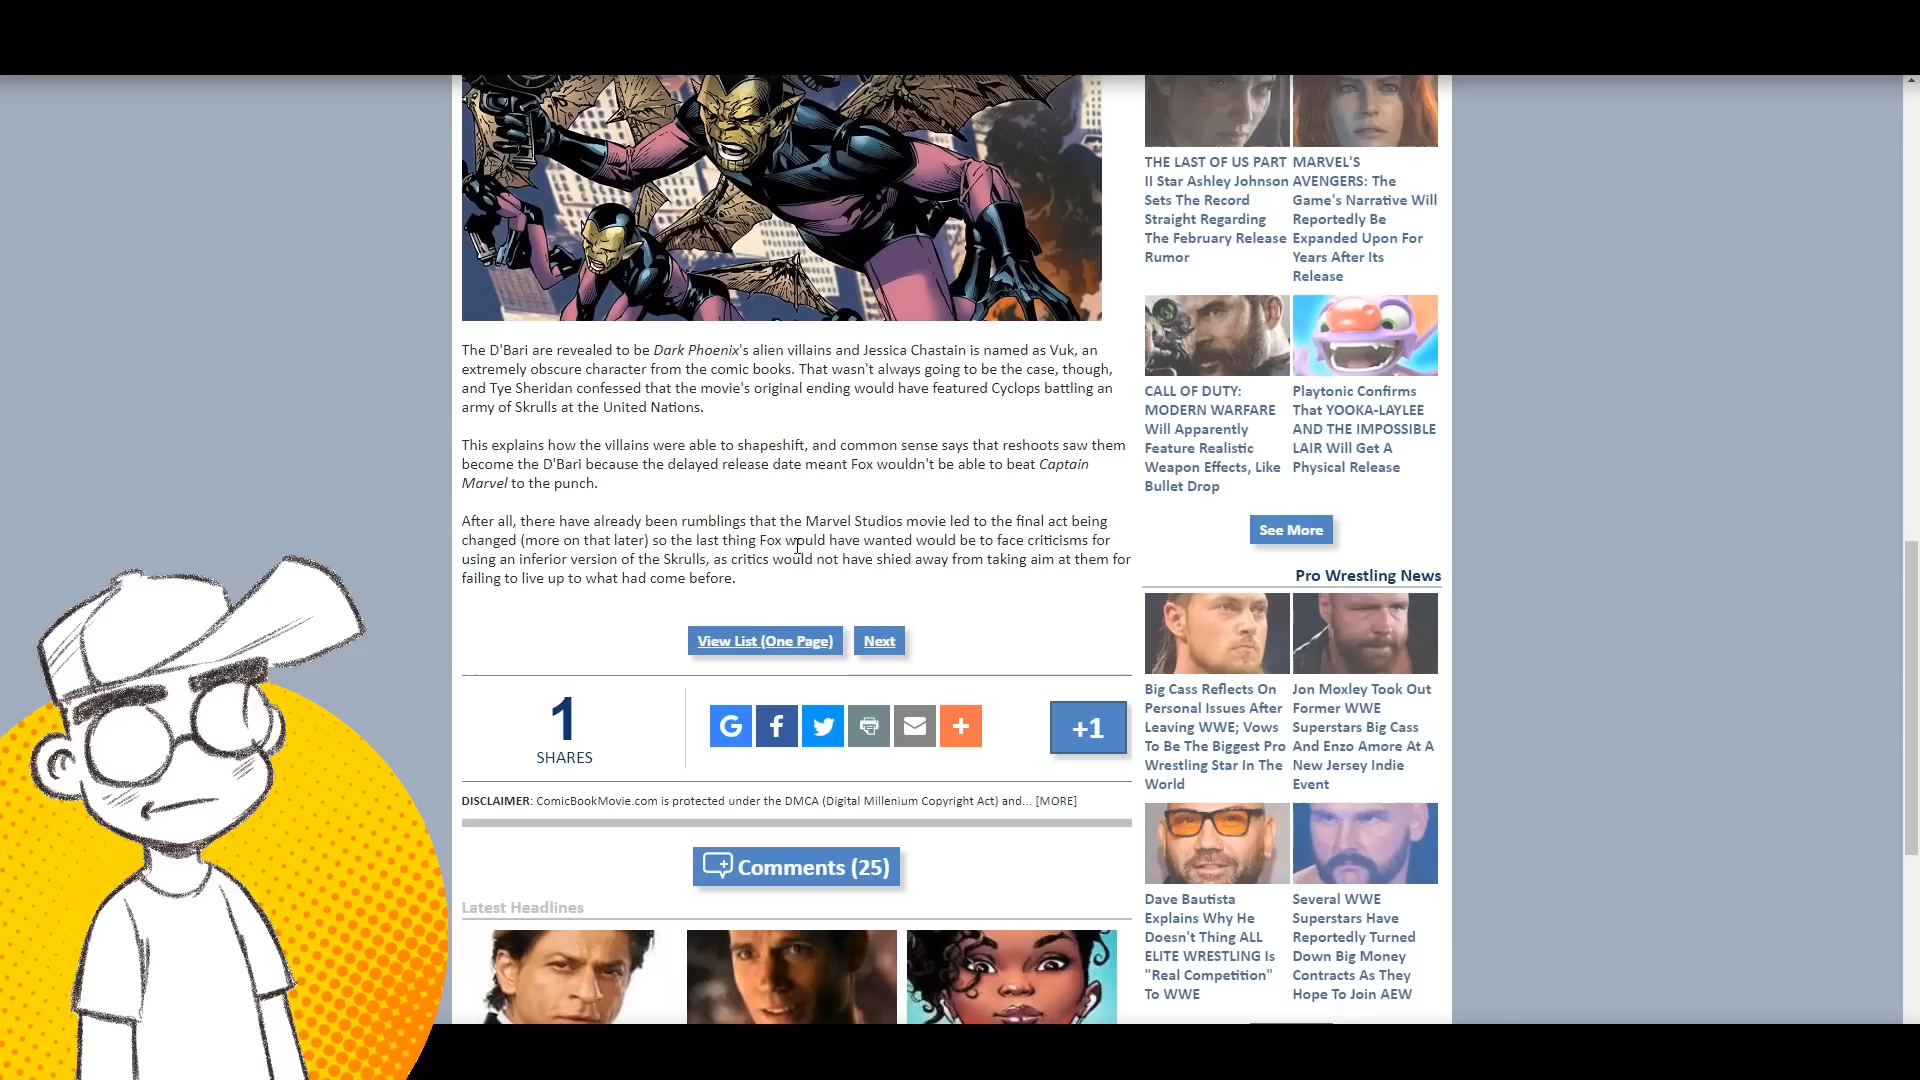 The D'Bari are revealed to be Dark Phoenix's alien villains and Jessica Chastain is named as Vuk, an
extremely obscure character from the comic books. That wasn't always going to be the case, though,
and Tye Sheridan confessed that the movie's original ending would have featured Cyclops battling an
army of Skrulls at the United Nations.
This explains how the villains were able to shapeshift, and common sense says that reshoots saw them
become the D'Bari because the delayed release date meant Fox wouldn't be able to beat Captain
Marvel to the punch.
After all, there have already been rumblings that the Marvel Studios movie led to the final act being
changed (more on that later) so the last thing Fox would have wanted would be to face criticisms for
using an inferior version of the Skrulls, as critics would not have shied away from taking aim at them for
failing to live up to what had come before.
View List (One Page)
Next
1
SHARES
G
f
+
+1
DISCLAIMER: ComicBookMovie.com is protected under the DMCA (Digital Millenium Copyright Act) and... [MORE]
Comments (25)
Latest Headlines
THE LAST OF US PART
II Star Ashley Johnson
Sets The Record
Straight Regarding
The February Release
Rumor
MARVEL'S
AVENGERS: The
Game's Narrative Will
Reportedly Be
Expanded Upon For
Years After Its
Release
CALL OF DUTY:
MODERN WARFARE
Will Apparently
Feature Realistic
Weapon Effects, Like
Bullet Drop
Playtonic Confirms
That YOOKA-LAYLEE
AND THE IMPOSSIBLE
LAIR Will Get A
Physical Release
See More
Pro Wrestling News
Big Cass Reflects On
Personal Issues After
Leaving WWE; Vows
To Be The Biggest Pro
Wrestling Star In The
World
Jon Moxley Took Out
Former WWE
Superstars Big Cass
And Enzo Amore At A
New Jersey Indie
Event
Dave Bautista
Explains Why He
Doesn't Thing ALL
ELITE WRESTLING Is
"Real Competition"
To WWE
Several WWE
Superstars Have
Reportedly Turned
Down Big Money
Contracts As They
Hope To Join AEW